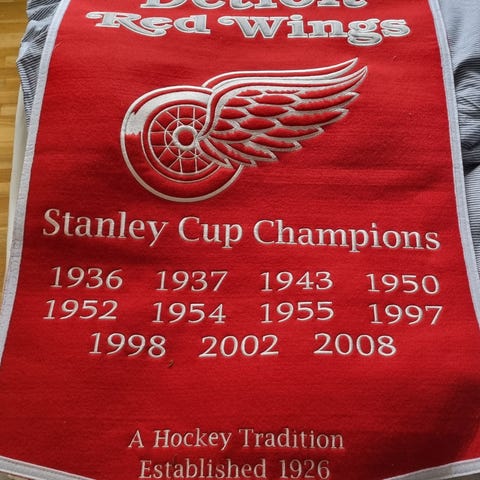 Detroit
Red Wings
Stanley Cup Champions
1936 1937 1943 1950
1952 1954 1955 1997
1998 2002 2008
A Hockey Tradition
Established 1926